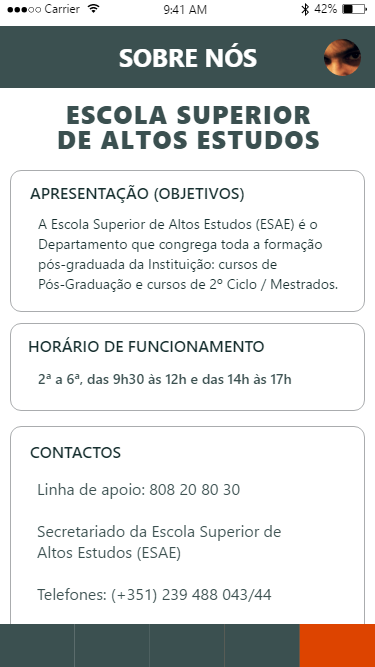 Carrier 9:41 AM 42%
SOBRE NÓS
ESCOLA SUPERIOR
DE ALTOS ESTUDOS
APRESENTAÇÃO (OBJETIVOS)
A Escola Superior de Altos Estudos (ESAE) é o
Departamento que congrega toda a formação
pós-graduada da Instituição: cursos de
Pós-Graduação e cursos de 2º Ciclo / Mestrados.
HORÁRIO DE FUNCIONAMENTO
2ª a 6ª, das 9h30 às 12h e das 14h às 17h
CONTACTOS
Linha de apoio: 808 20 80 30
Secretariado da Escola Superior de
Altos Estudos (ESAE)
Telefones: (+351) 239 488 043/44